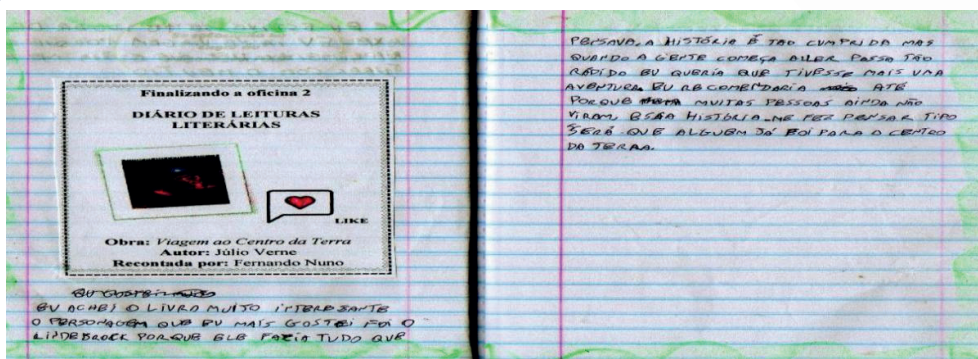 Finalizando a oficina 2
DIÁRIO DE LEITURAS
LITERÁRIAS
LIKE
Obra: Viagem ao Centro da Terra
Autor: Júlio Verne
Recontada por: Fernando Nuno
EU ACHEI O LIVRO MUITO INTERESANTE
O PERSONAGEM QUE EU MAIS GOSTEI FOI O
LINDEBROCK PORQUE ELE FAZIA TUDO QUE
PENSAVA, A HISTÓRIA É TÃO CUMPRIDA MAS
QUANDO A GENTE COMEÇA A LER PASSA TÃO
RÁPIDO EU QUERIA QUE TIVESSE MAIS UMA
AVENTURA EU RECOMENDARIA ATÉ
PORQUE MUITAS PESSOAS AINDA NÃO
VIRAM, ESSA HISTÓRIA ME FEZ PENSAR TIPO
SERÁ QUE ALGUEM JÁ FOI PARA O CENTRO
DA TERRA.